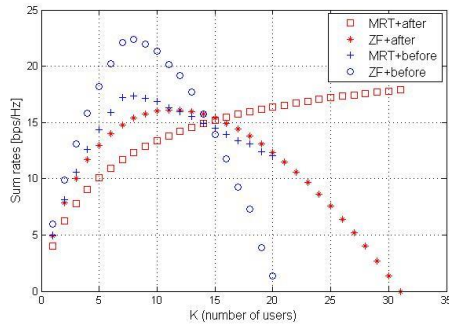 25
20
15
10
5
0
Sum rates [bps/Hz]
MRT+after
ZF+after
MRT+before
ZF+before
0 5 10 15 20 25 30 35
K (number of users)